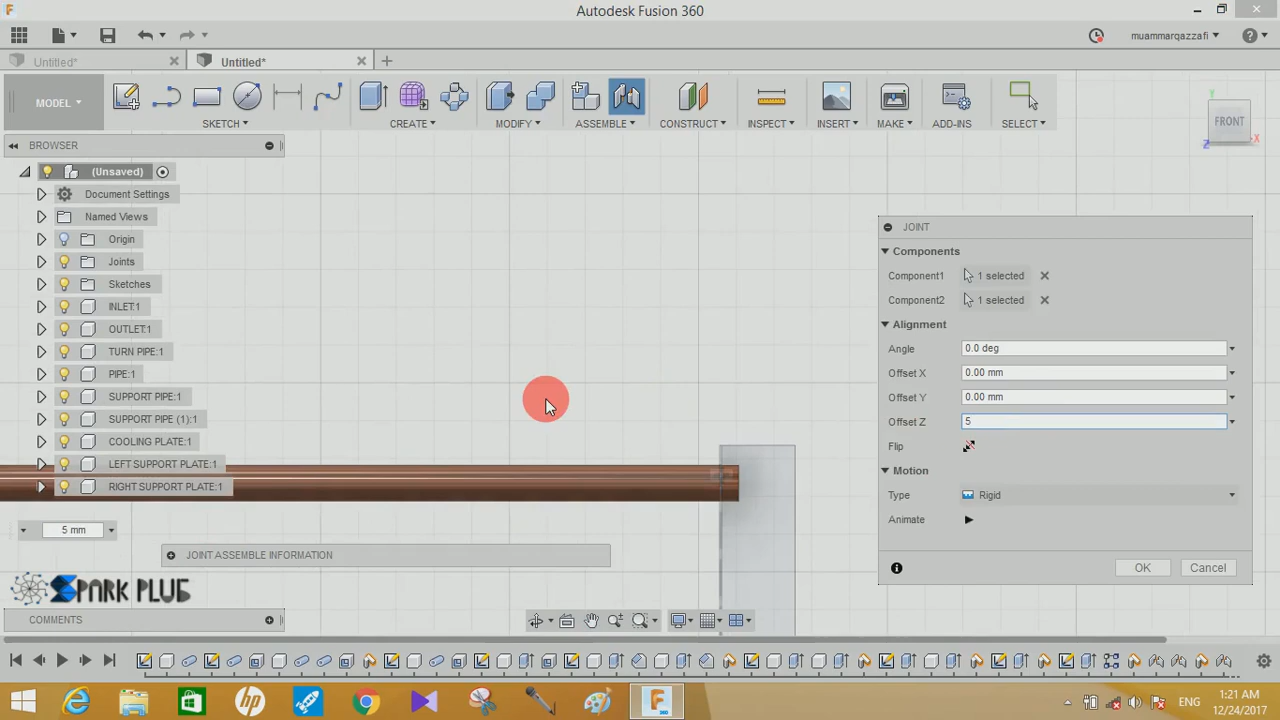 Autodesk Fusion 360
muammarqazzafi
Untitled*
Untitled*
MODEL
SKETCH
CREATE
MODIFY
ASSEMBLE
CONSTRUCT
INSPECT
INSERT
MAKE
ADD-INS
SELECT
FRONT
Y
X
Z
BROWSER
(Unsaved)
Document Settings
Named Views
Origin
Joints
Sketches
INLET:1
OUTLET:1
TURN PIPE:1
PIPE:1
SUPPORT PIPE:1
SUPPORT PIPE (1):1
COOLING PLATE:1
LEFT SUPPORT PLATE:1
RIGHT SUPPORT PLATE:1
JOINT
Components
Component1 1 selected
Component2 1 selected
Alignment
Angle 0.0 deg
Offset X 0.00 mm
Offset Y 0.00 mm
Offset Z 5
Flip
Motion
Type Rigid
Animate
OK Cancel
5 mm
JOINT ASSEMBLE INFORMATION
SPARK PLUG
COMMENTS
ENG
1:21 AM
12/24/2017